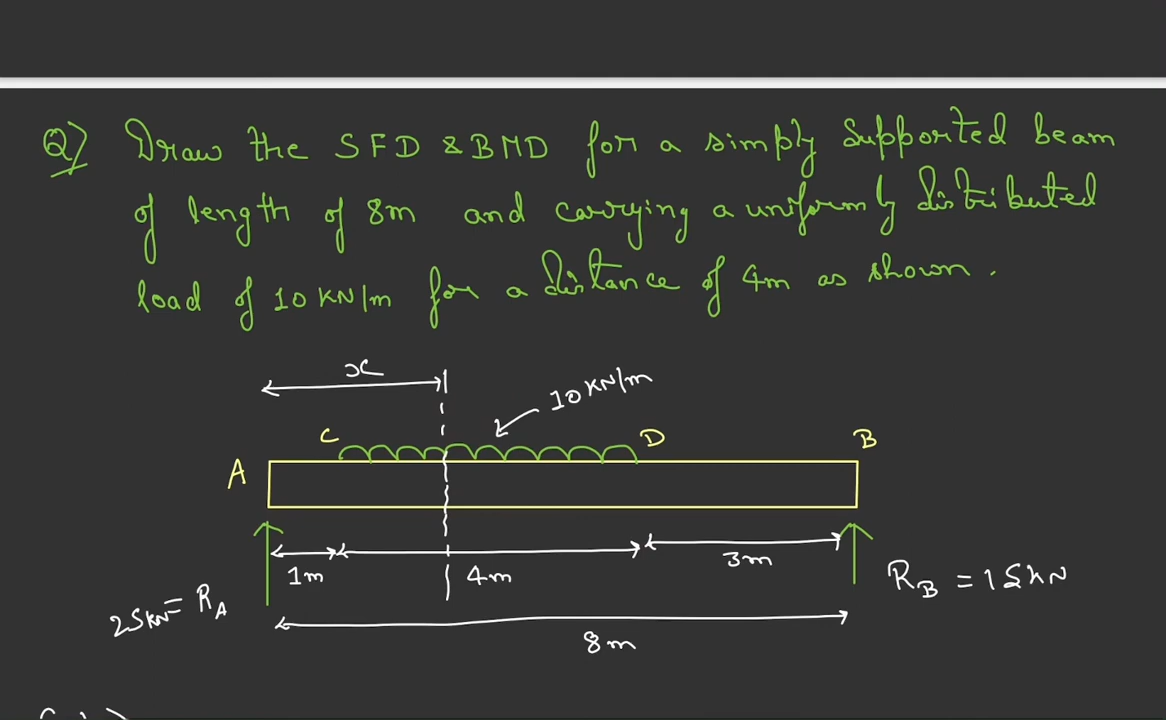 Q) Draw the SFD & BMD for a simply supported beam
of length of 8m and carrying a uniformly distributed
load of 10 KN/m for a distance of 4m as shown.
x
10 KN/m
C D B
A
1m 4m 3m
25KN = RA
RB = 15KN
8m